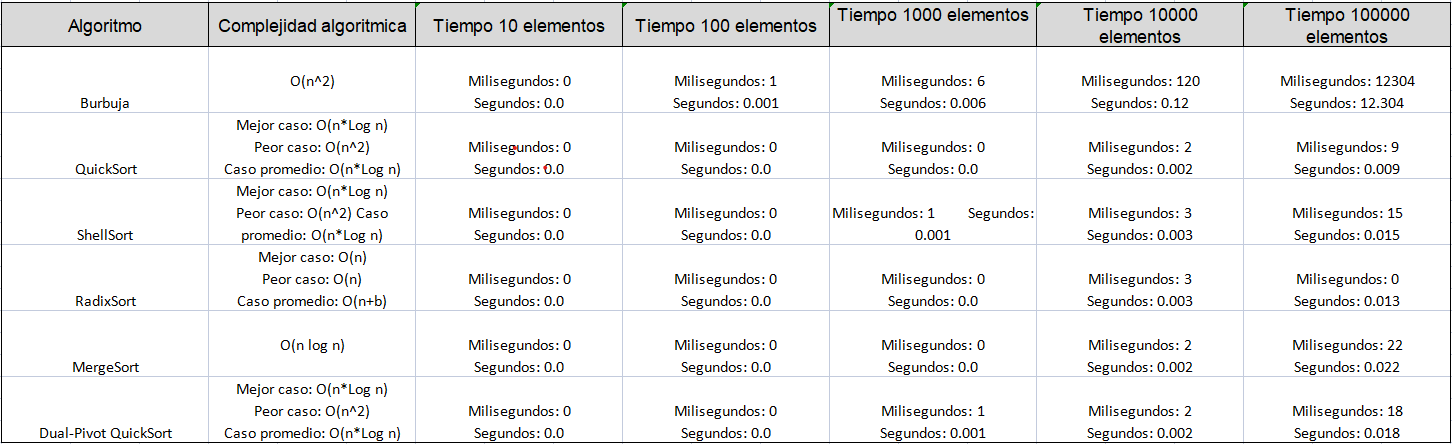 Algoritmo
Complejidad algoritmica
Tiempo 10 elementos
Tiempo 100 elementos
Tiempo 1000 elementos
Tiempo 10000
elementos
Tiempo 100000
elementos
Burbuja
O(n^2)
Milisegundos: 0
Segundos: 0.0
Milisegundos: 1
Segundos: 0.001
Milisegundos: 6
Segundos: 0.006
Milisegundos: 120
Segundos: 0.12
Milisegundos: 12304
Segundos: 12.304
QuickSort
Mejor caso: O(n*Log n)
Peor caso: O(n^2)
Caso promedio: O(n*Log n)
Milisegundos: 0
Segundos: 0.0
Milisegundos: 0
Segundos: 0.0
Milisegundos: 0
Segundos: 0.0
Milisegundos: 2
Segundos: 0.002
Milisegundos: 9
Segundos: 0.009
ShellSort
Mejor caso: O(n*Log n)
Peor caso: O(n^2) Caso
promedio: O(n*Log n)
Milisegundos: 0
Segundos: 0.0
Milisegundos: 0
Segundos: 0.0
Milisegundos: 1 Segundos:
0.001
Milisegundos: 3
Segundos: 0.003
Milisegundos: 15
Segundos: 0.015
RadixSort
Mejor caso: O(n)
Peor caso: O(n)
Caso promedio: O(n+b)
Milisegundos: 0
Segundos: 0.0
Milisegundos: 0
Segundos: 0.0
Milisegundos: 0
Segundos: 0.0
Milisegundos: 3
Segundos: 0.003
Milisegundos: 0
Segundos: 0.013
MergeSort
O(n log n)
Milisegundos: 0
Segundos: 0.0
Milisegundos: 0
Segundos: 0.0
Milisegundos: 0
Segundos: 0.0
Milisegundos: 2
Segundos: 0.002
Milisegundos: 22
Segundos: 0.022
Dual-Pivot QuickSort
Mejor caso: O(n*Log n)
Peor caso: O(n^2)
Caso promedio: O(n*Log n)
Milisegundos: 0
Segundos: 0.0
Milisegundos: 0
Segundos: 0.0
Milisegundos: 1
Segundos: 0.001
Milisegundos: 2
Segundos: 0.002
Milisegundos: 18
Segundos: 0.018